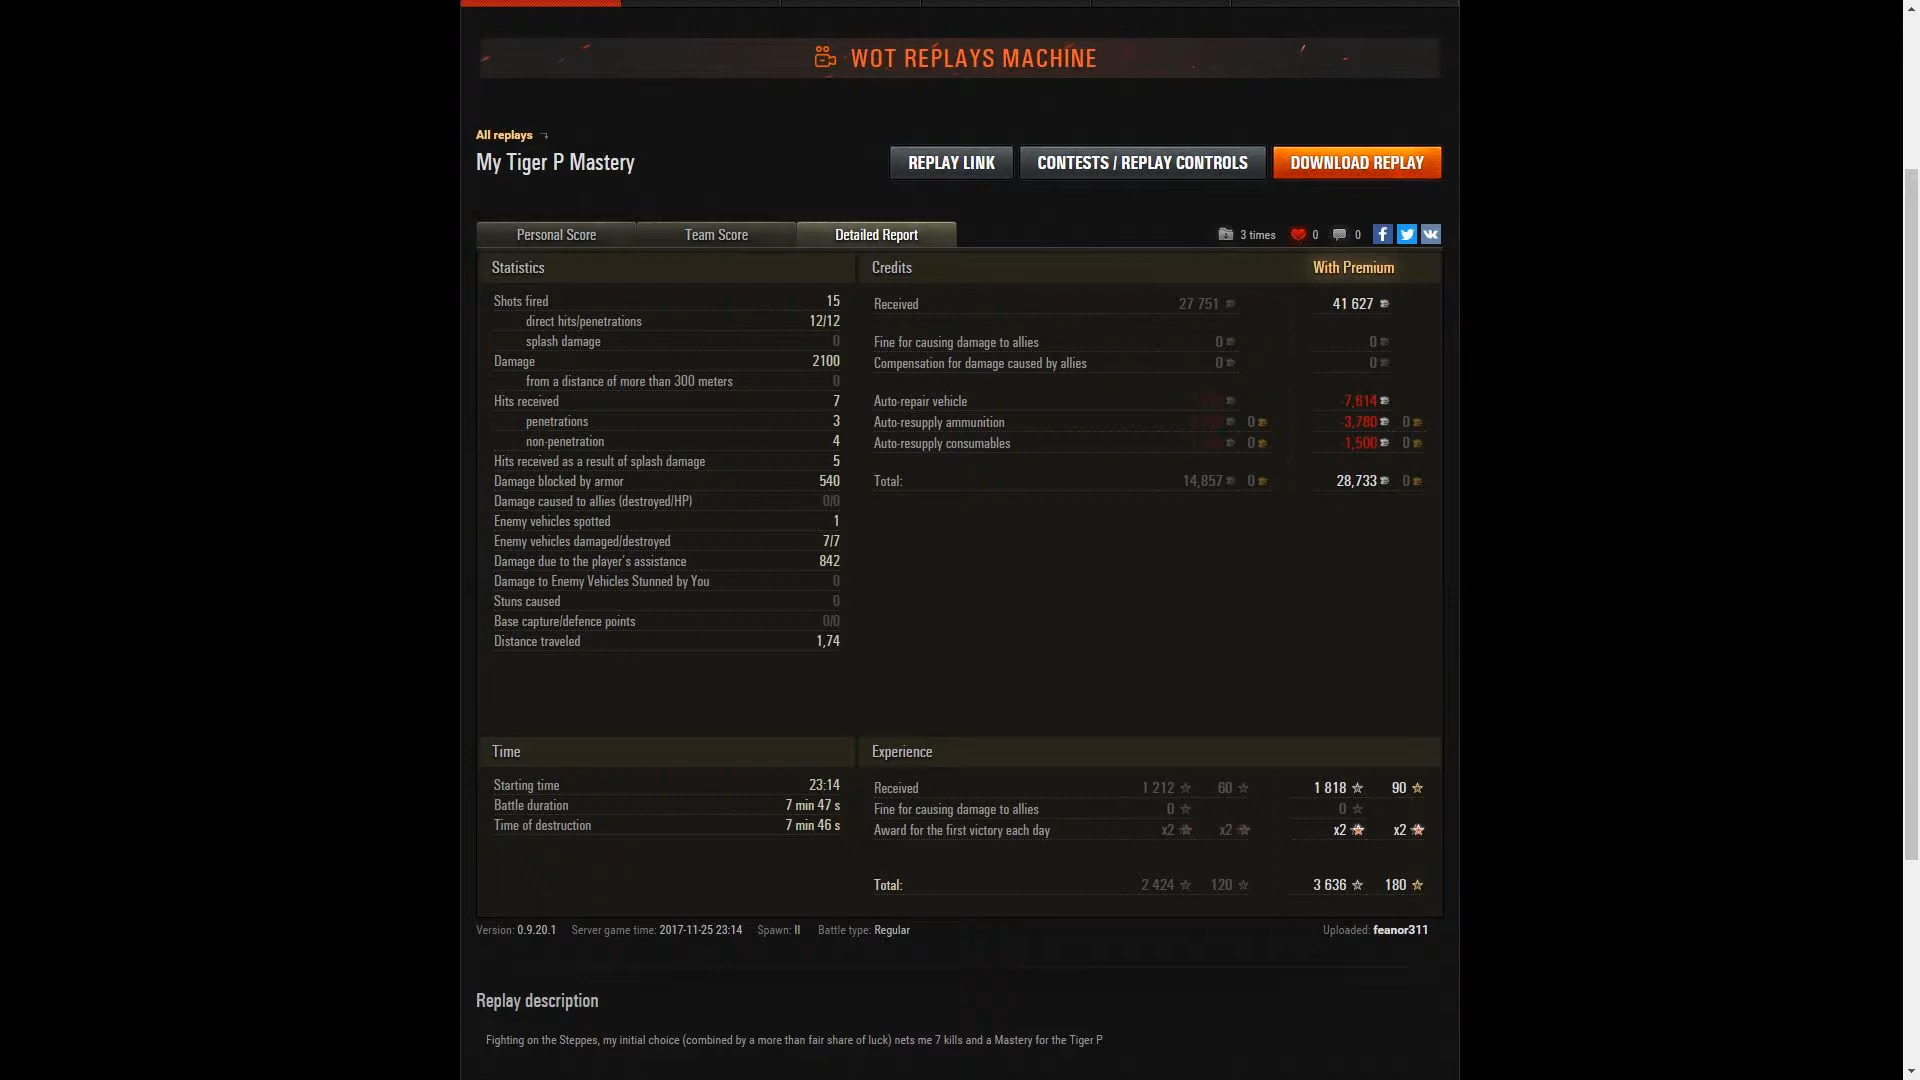 WOT REPLAYS MACHINE
All replays
My Tiger P Mastery
REPLAY LINK
CONTESTS / REPLAY CONTROLS
DOWNLOAD REPLAY
Personal Score
Team Score
Detailed Report
3 times
0
0
Statistics
Shots fired 15
direct hits/penetrations 12/12
splash damage 0
Damage 2100
from a distance of more than 300 meters 0
Hits received 7
penetrations 3
non-penetration 4
Hits received as a result of splash damage 5
Damage blocked by armor 540
Damage caused to allies (destroyed/HP) 0/0
Enemy vehicles spotted 1
Enemy vehicles damaged/destroyed 7/7
Damage due to the player's assistance 842
Damage to Enemy Vehicles Stunned by You 0
Stuns caused 0
Base capture/defence points 0/0
Distance traveled 1,74
Credits With Premium
Received 27 751 41 627
Fine for causing damage to allies 0 0
Compensation for damage caused by allies 0 0
Auto-repair vehicle -7,614
Auto-resupply ammunition 0 -3,780 0
Auto-resupply consumables 0 -1,500 0
Total: 14,857 0 28,733 0
Time
Starting time 23:14
Battle duration 7 min 47 s
Time of destruction 7 min 46 s
Experience
Received 1 212 60 1 818 90
Fine for causing damage to allies 0 0
Award for the first victory each day x2 x2 x2 x2
Total: 2 424 120 3 636 180
Version: 0.9.20.1 Server game time: 2017-11-25 23:14 Spawn: II Battle type: Regular
Uploaded: feanor311
Replay description
Fighting on the Steppes, my initial choice (combined by a more than fair share of luck) nets me 7 kills and a Mastery for the Tiger P